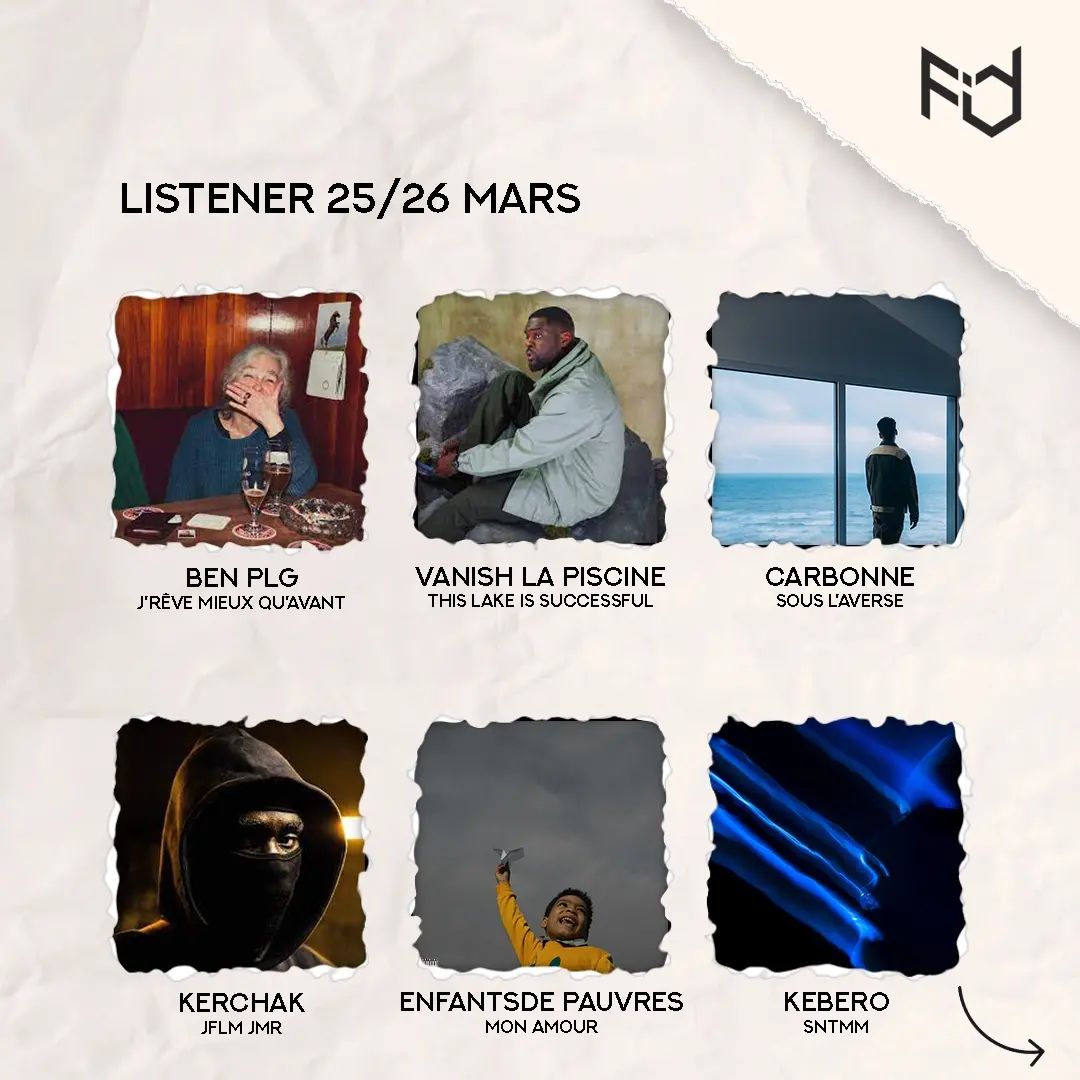 FD
LISTENER 25/26 MARS
BEN PLG
J'RÊVE MIEUX QU'AVANT
VANISH LA PISCINE
THIS LAKE IS SUCCESSFUL
CARBONNE
SOUS L'AVERSE
KERCHAK
JFLM JMR
ENFANTSDE PAUVRES
MON AMOUR
KEBERO
SNTMM